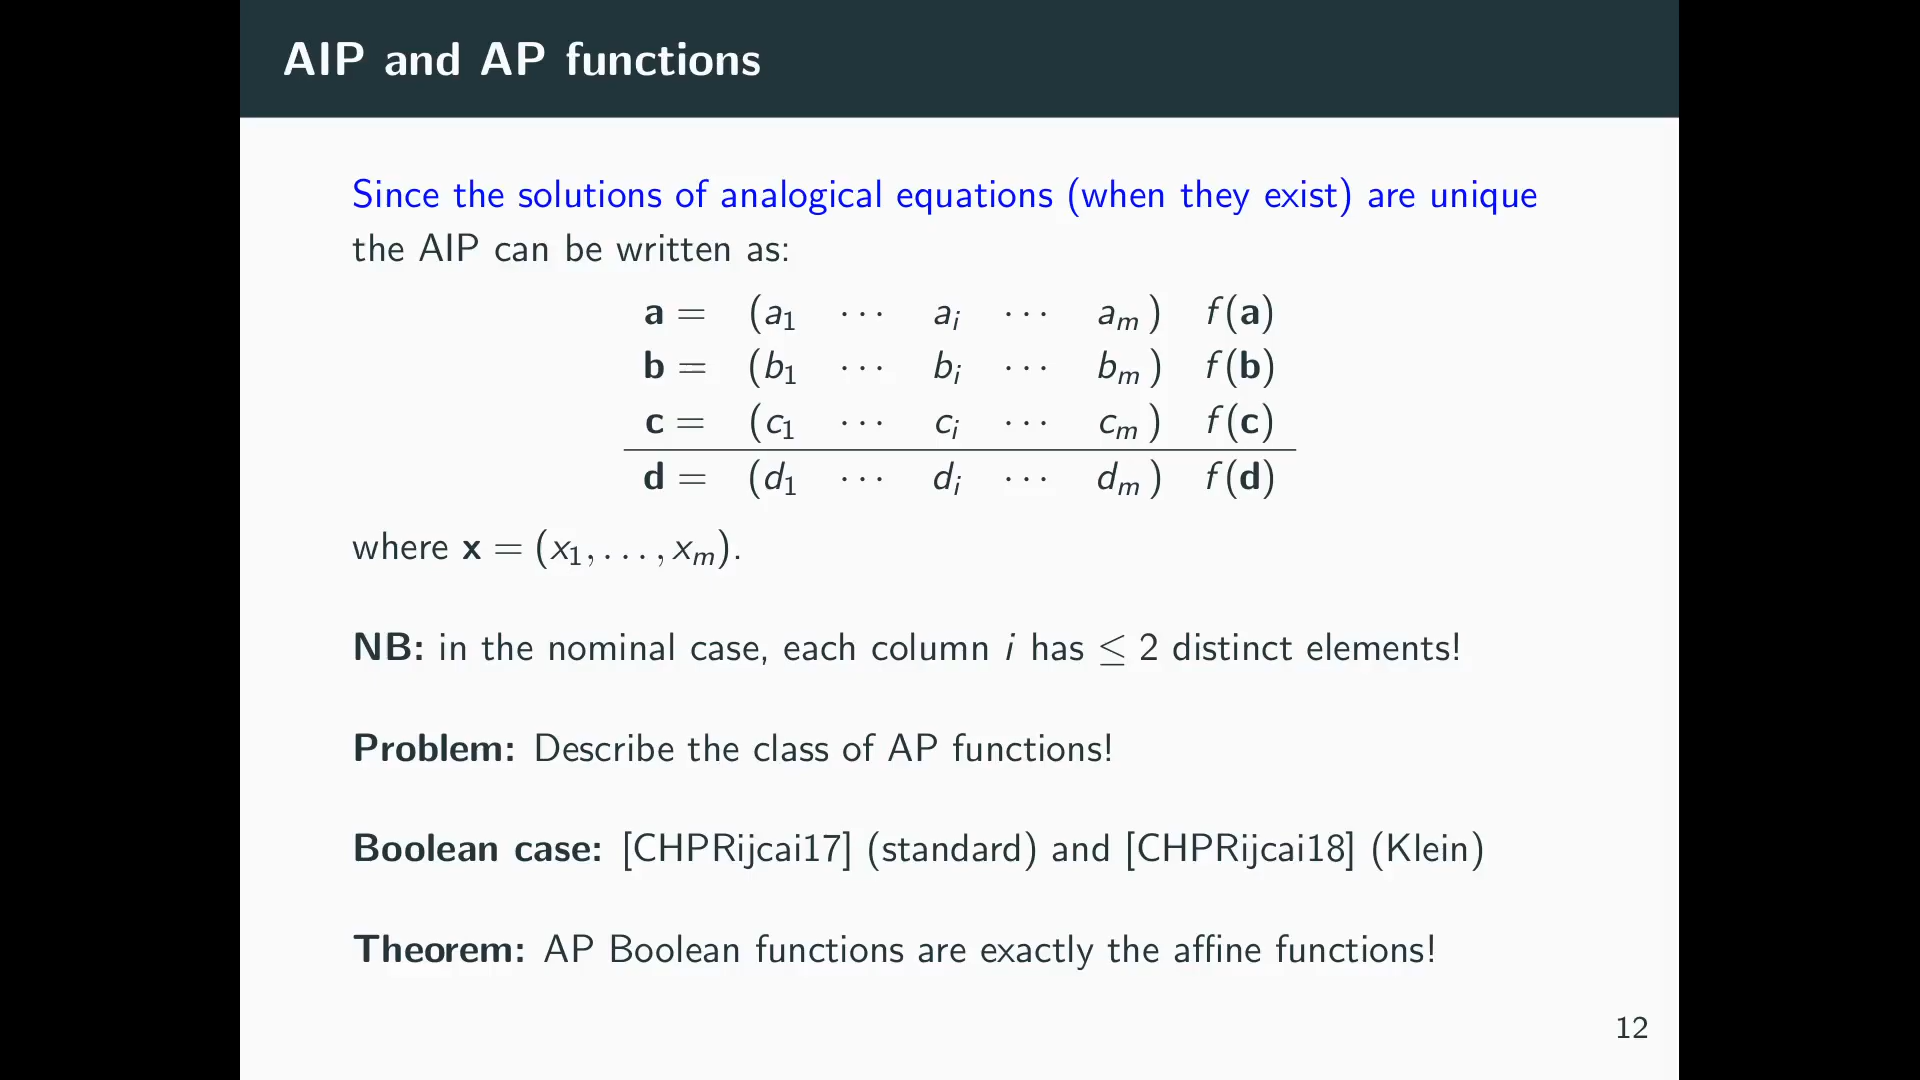 AIP and AP functions
Since the solutions of analogical equations (when they exist) are unique
the AIP can be written as:
a = (a₁ ⋯ aᵢ ⋯ aₘ) f(a)
b = (b₁ ⋯ bᵢ ⋯ bₘ) f(b)
c = (c₁ ⋯ cᵢ ⋯ cₘ) f(c)
d = (d₁ ⋯ dᵢ ⋯ dₘ) f(d)
where x = (x₁, . . . , xₘ).
NB: in the nominal case, each column i has ≤ 2 distinct elements!
Problem: Describe the class of AP functions!
Boolean case: [CHPRijcai17] (standard) and [CHPRijcai18] (Klein)
Theorem: AP Boolean functions are exactly the affine functions!
12